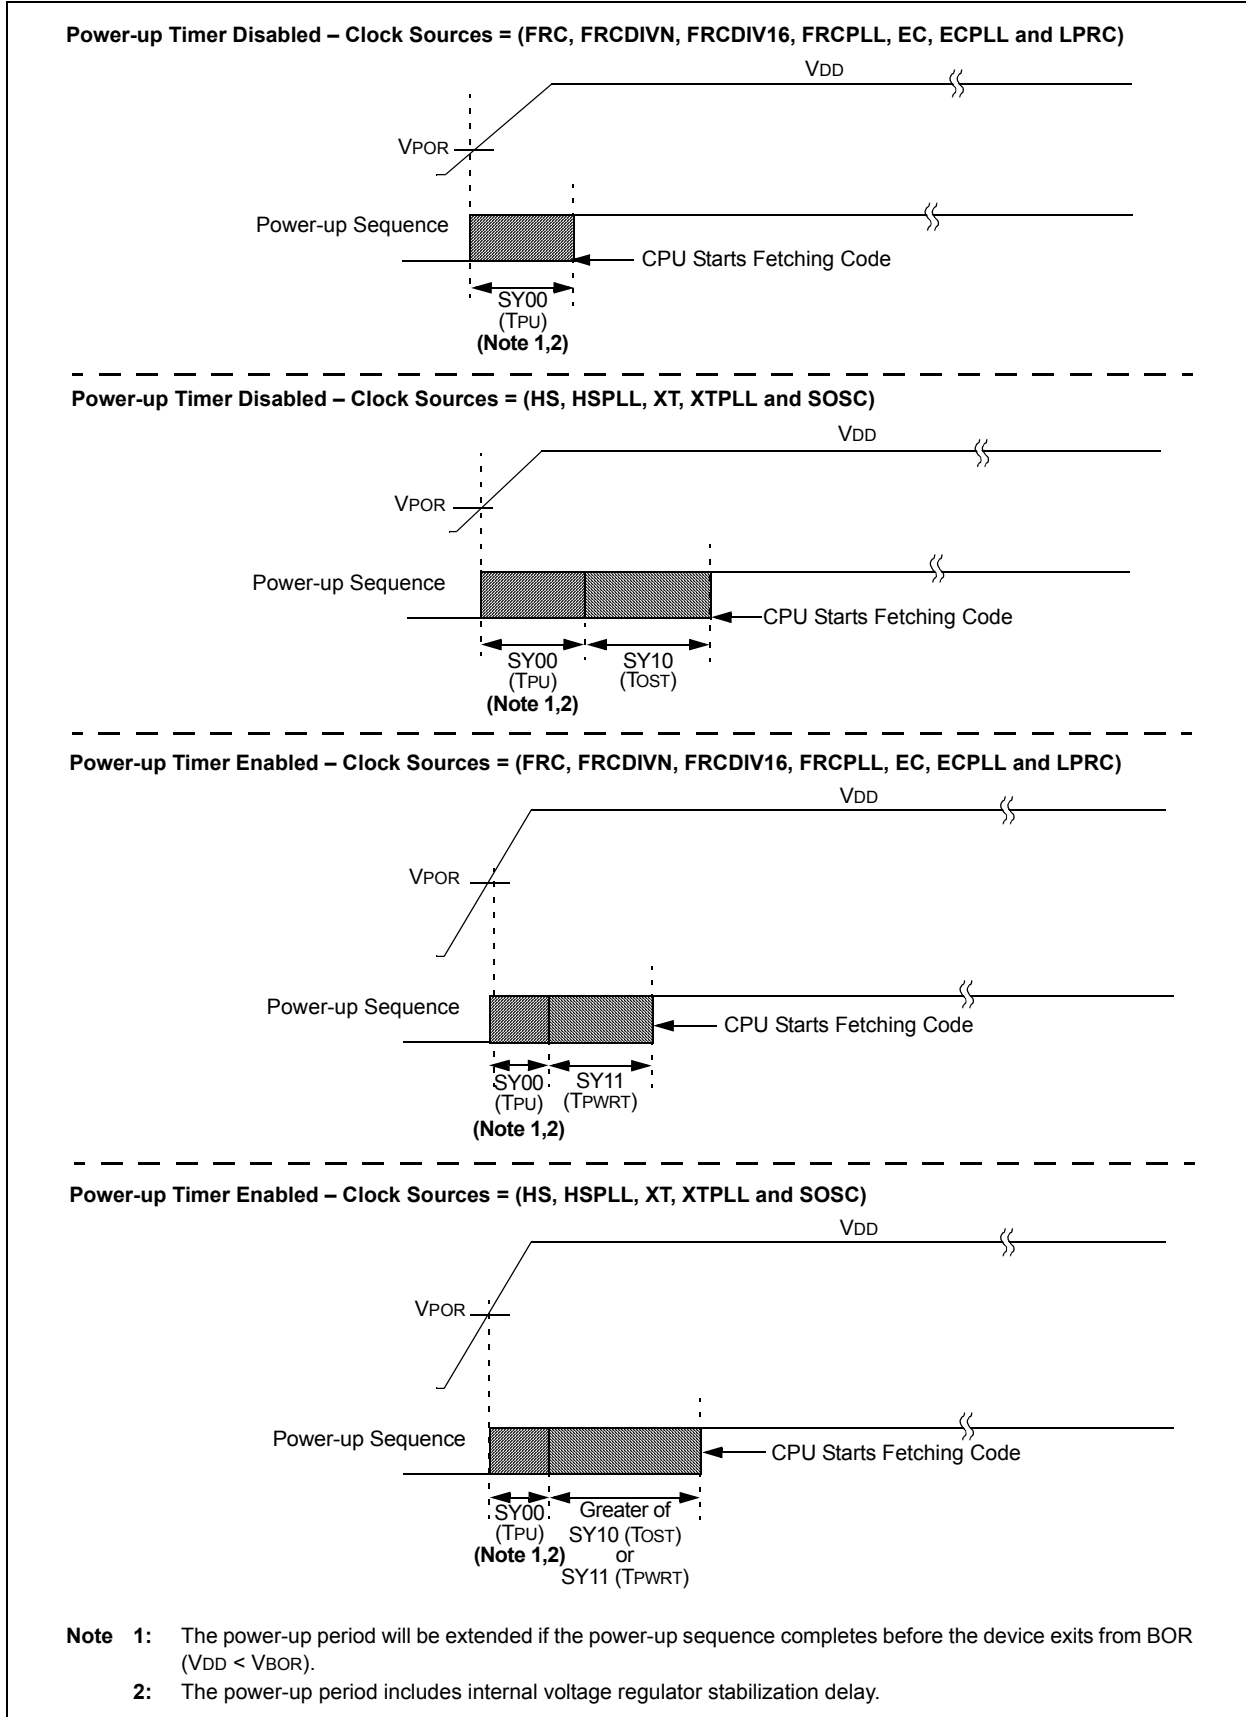 Power-up Timer Disabled – Clock Sources = (FRC, FRCDIVN, FRCDIV16, FRCPLL, EC, ECPLL and LPRC)
VDD
VPOR
Power-up Sequence
CPU Starts Fetching Code
SY00
(TPU)
(Note 1,2)
Power-up Timer Disabled – Clock Sources = (HS, HSPLL, XT, XTPLL and SOSC)
VDD
VPOR
Power-up Sequence
CPU Starts Fetching Code
SY00 SY10
(TPU) (TOST)
(Note 1,2)
Power-up Timer Enabled – Clock Sources = (FRC, FRCDIVN, FRCDIV16, FRCPLL, EC, ECPLL and LPRC)
VDD
VPOR
Power-up Sequence
CPU Starts Fetching Code
SY00 SY11
(TPU) (TPWRT)
(Note 1,2)
Power-up Timer Enabled – Clock Sources = (HS, HSPLL, XT, XTPLL and SOSC)
VDD
VPOR
Power-up Sequence
CPU Starts Fetching Code
SY00 Greater of
(TPU) SY10 (TOST)
(Note 1,2) or
SY11 (TPWRT)
Note 1: The power-up period will be extended if the power-up sequence completes before the device exits from BOR
(VDD < VBOR).
2: The power-up period includes internal voltage regulator stabilization delay.